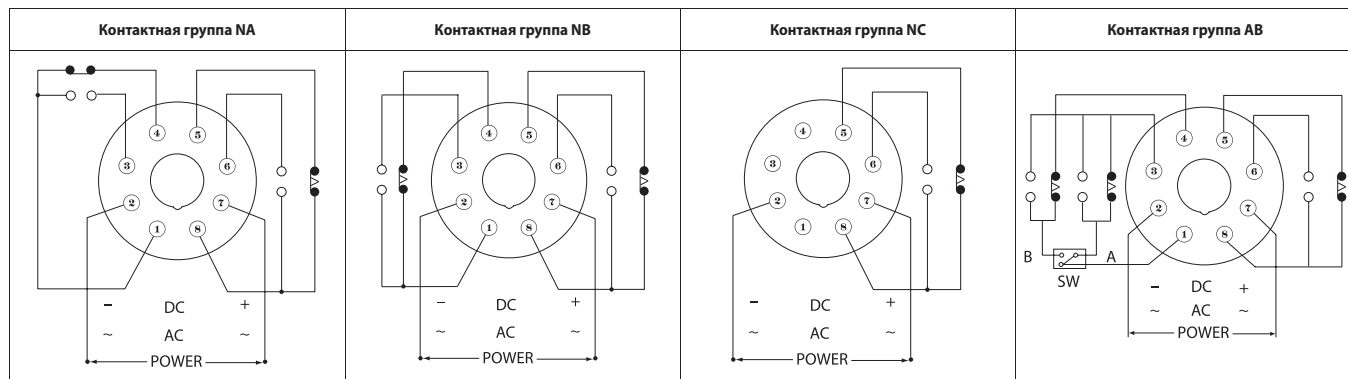 Контактная группа NA
Контактная группа NB
Контактная группа NC
Контактная группа AB
4 5
3 6
2 7
1 8
− DC +
~ AC ~
POWER
4 5
3 6
2 7
1 8
− DC +
~ AC ~
POWER
4 5
3 6
2 7
1 8
− DC +
~ AC ~
POWER
4 5
3 6
2 7
1 8
B A
SW
− DC +
~ AC ~
POWER